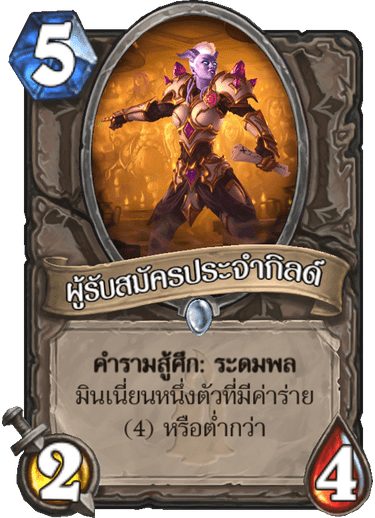 5
ผู้รับสมัครประจำกิลด์
คำรามสู้ศึก: ระดมพล
มินเนี่ยนหนึ่งตัวที่มีค่าร่าย
(4) หรือต่ำกว่า
2
4